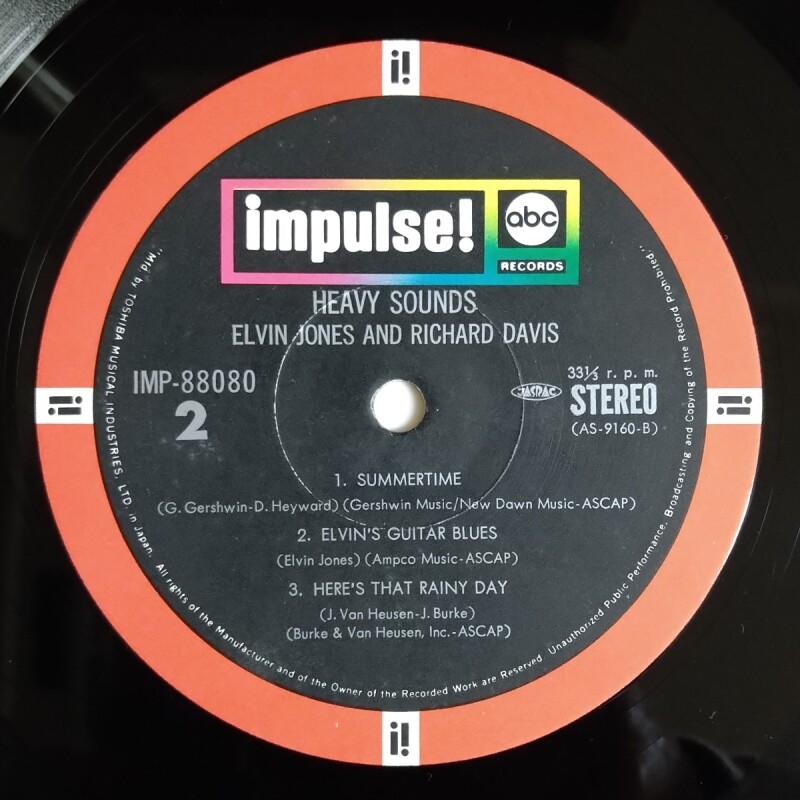 i!
impulse!
abc
RECORDS
HEAVY SOUNDS
ELVIN JONES AND RICHARD DAVIS
IMP-88080
2
JASRAC
33⅓ r. p. m.
STEREO
(AS-9160-B)
i!
i!
1. SUMMERTIME
(G. Gershwin-D. Heyward) (Gershwin Music/New Dawn Music-ASCAP)
2. ELVIN'S GUITAR BLUES
(Elvin Jones) (Ampco Music-ASCAP)
3. HERE'S THAT RAINY DAY
(J. Van Heusen-J. Burke)
(Burke & Van Heusen, Inc.-ASCAP)
"Mfd by TOSHIBA MUSICAL INDUSTRIES, LTD. in Japan. All rights of the Manufacturer and of the Owner of the Recorded Work are Reserved. Unauthorized Public Performance, Broadcasting and Copying of the Record Prohibited."
i!